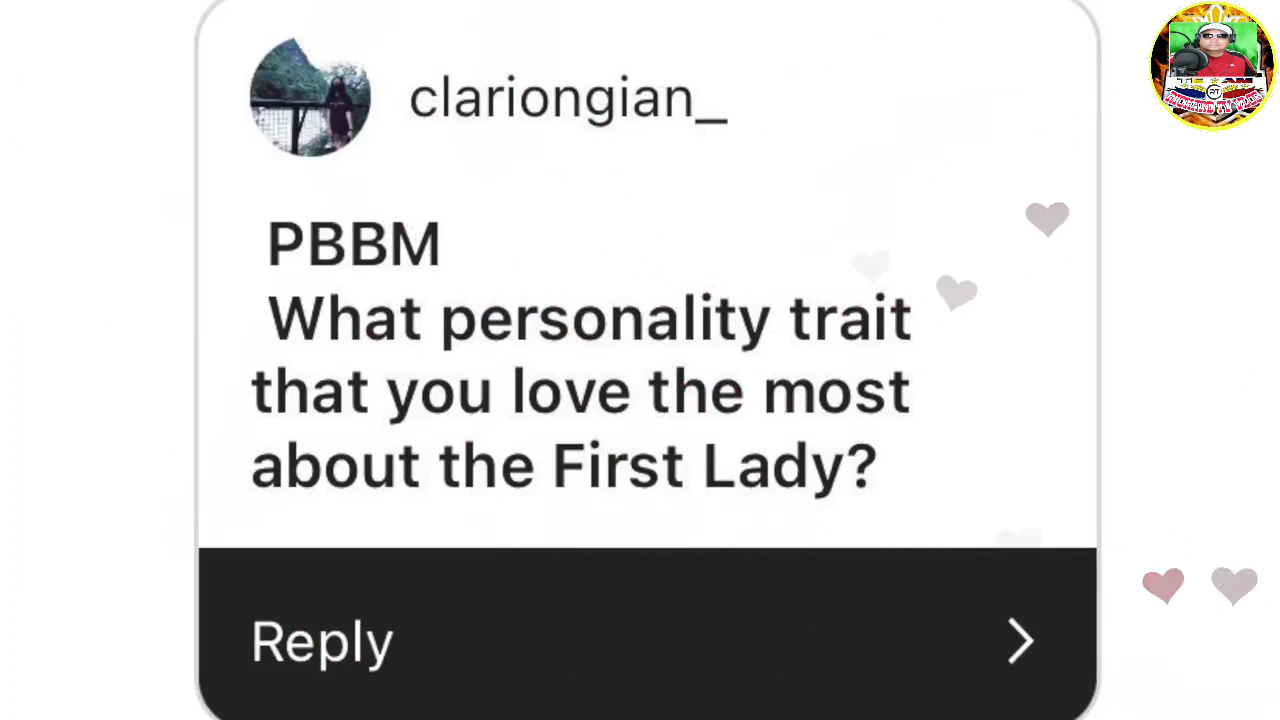 clariongian_
PBBM
What personality trait
that you love the most
about the First Lady?
Reply